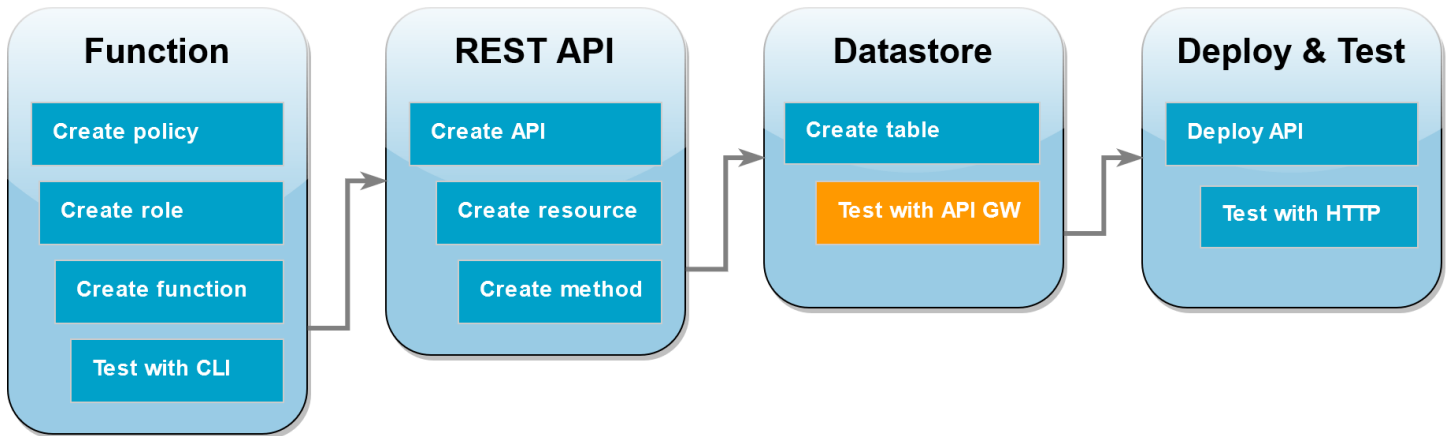 Function
Create policy
Create role
Create function
Test with CLI
REST API
Create API
Create resource
Create method
Datastore
Create table
Test with API GW
Deploy & Test
Deploy API
Test with HTTP